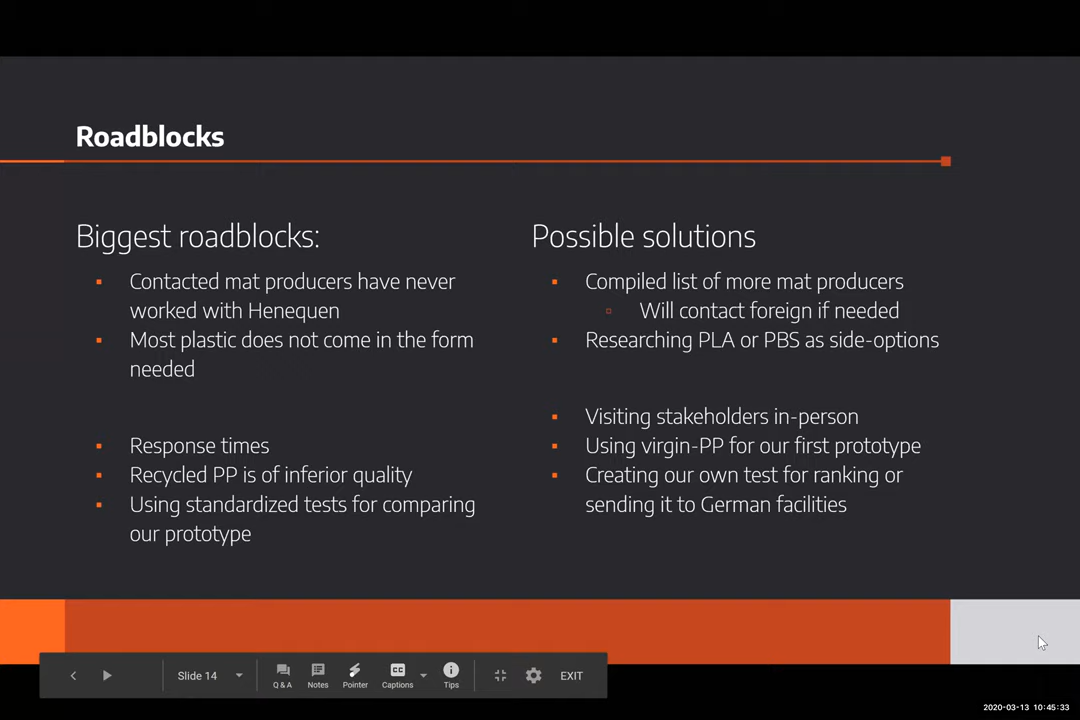 Roadblocks
Biggest roadblocks:
Contacted mat producers have never
worked with Henequen
Most plastic does not come in the form
needed
Response times
Recycled PP is of inferior quality
Using standardized tests for comparing
our prototype
Possible solutions
Compiled list of more mat producers
Will contact foreign if needed
Researching PLA or PBS as side-options
Visiting stakeholders in-person
Using virgin-PP for our first prototype
Creating our own test for ranking or
sending it to German facilities
Slide 14
Q & A
Notes
Pointer
CC
Captions
Tips
EXIT
2020-03-13 10:45:33